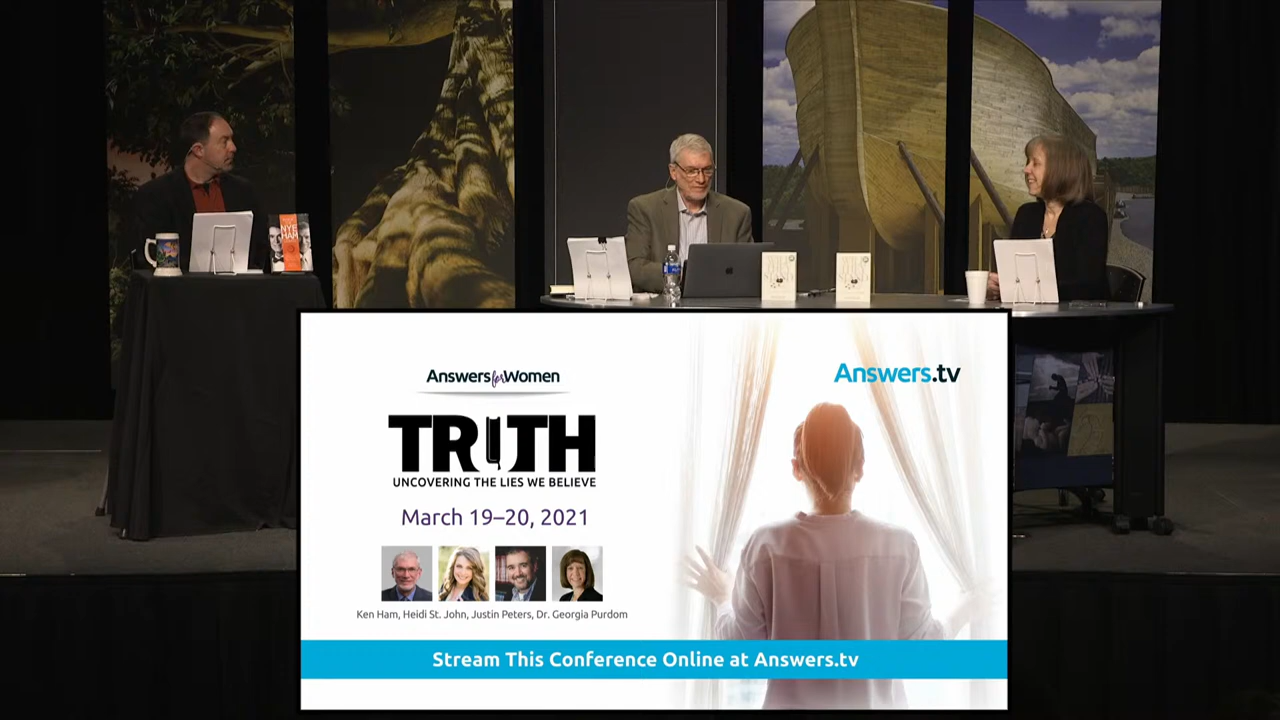 NYE
HAM
Answers for Women
Answers.tv
TRUTH
UNCOVERING THE LIES WE BELIEVE
March 19–20, 2021
Ken Ham, Heidi St. John, Justin Peters, Dr. Georgia Purdom
Stream This Conference Online at Answers.tv